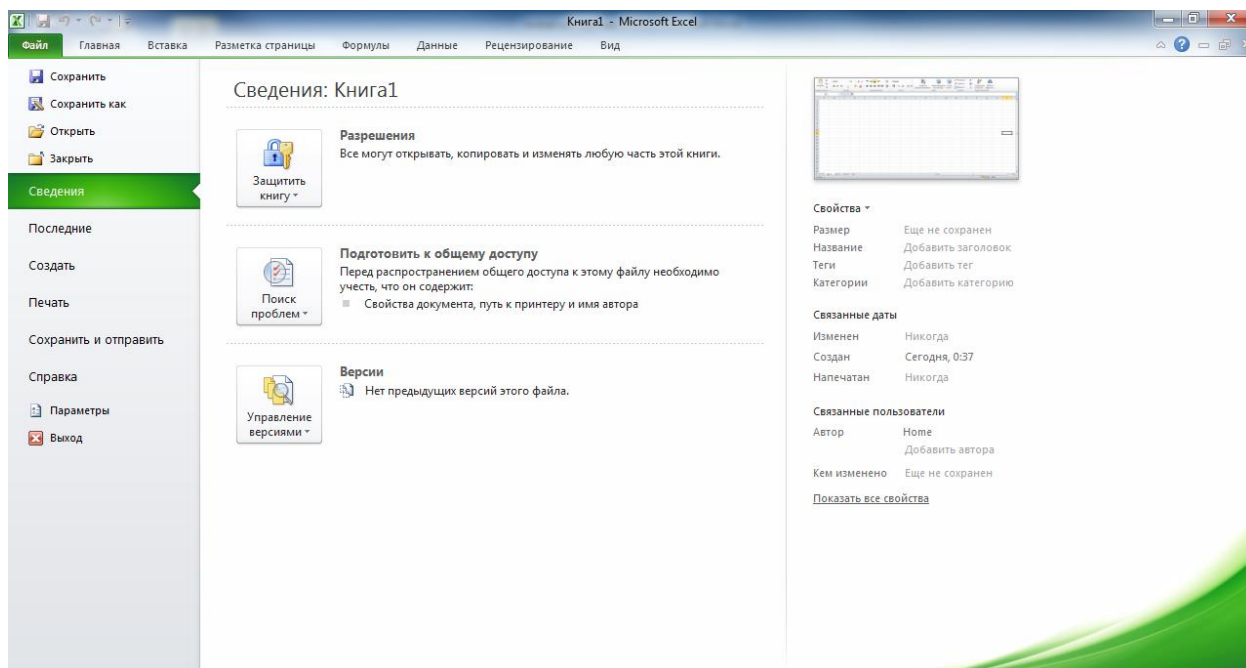 Книга1 - Microsoft Excel
Файл Главная Вставка Разметка страницы Формулы Данные Рецензирование Вид
Сохранить
Сохранить как
Открыть
Закрыть
Сведения
Последние
Создать
Печать
Сохранить и отправить
Справка
Параметры
Выход
Сведения: Книга1
Защитить
книгу
Разрешения
Все могут открывать, копировать и изменять любую часть этой книги.
Поиск
проблем
Подготовить к общему доступу
Перед распространением общего доступа к этому файлу необходимо
учесть, что он содержит:
Свойства документа, путь к принтеру и имя автора
Управление
версиями
Версии
Нет предыдущих версий этого файла.
Свойства
Размер Еще не сохранен
Название Добавить заголовок
Теги Добавить тег
Категории Добавить категорию
Связанные даты
Изменен Никогда
Создан Сегодня, 0:37
Напечатан Никогда
Связанные пользователи
Автор Home
Добавить автора
Кем изменено Еще не сохранен
Показать все свойства